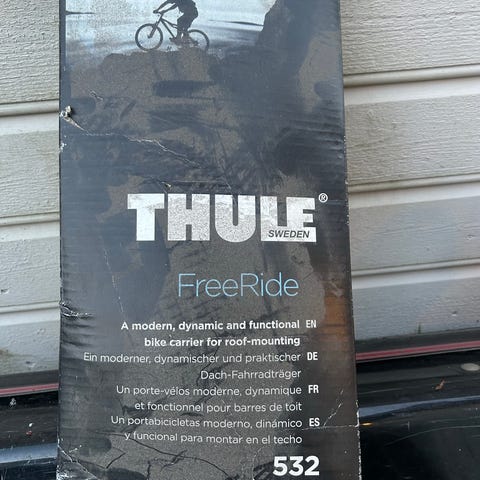 THULE®
SWEDEN
FreeRide
A modern, dynamic and functional EN
bike carrier for roof-mounting
Ein moderner, dynamischer und praktischer DE
Dach-Fahrradträger
Un porte-vélos moderne, dynamique FR
et fonctionnel pour barres de toit
Un portabicicletas moderno, dinámico ES
y funcional para montar en el techo
532